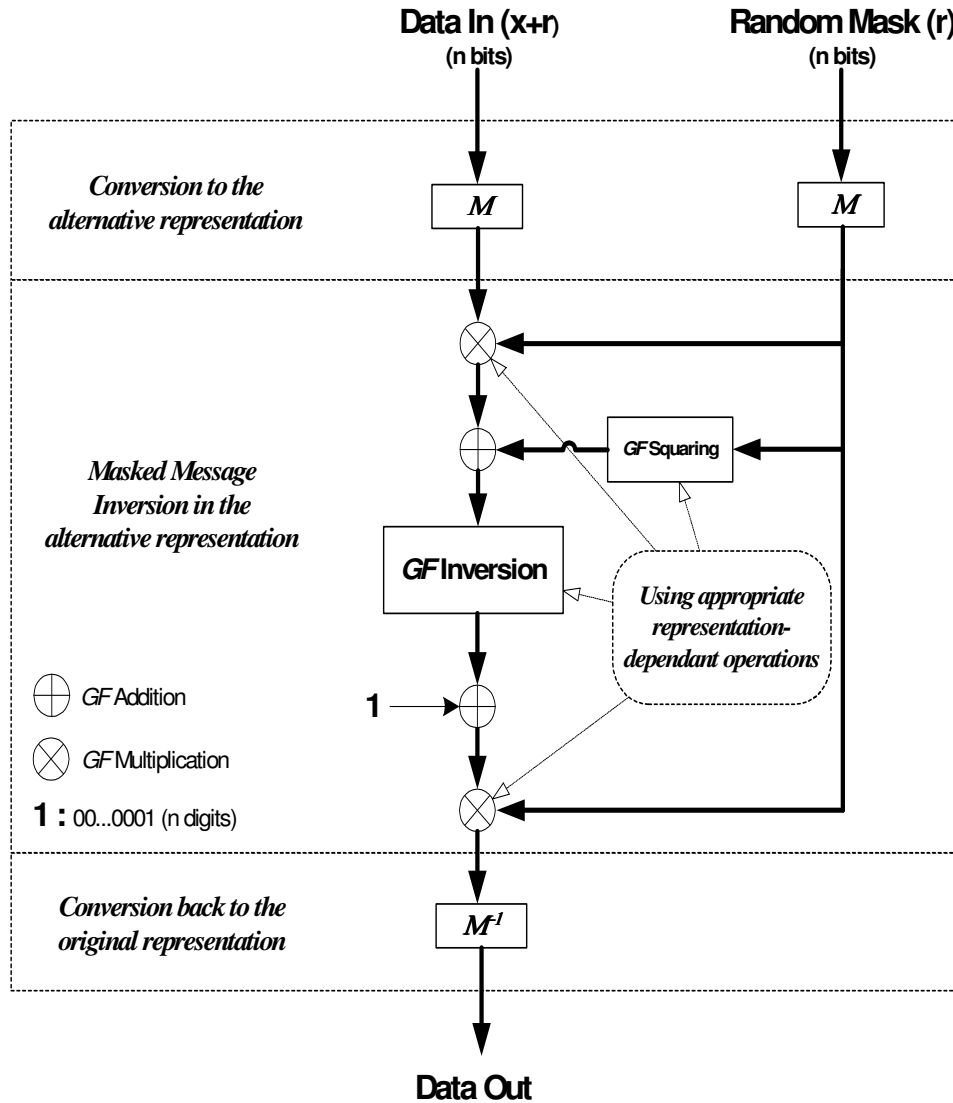 Data In (x+r)
(n bits)
Random Mask (r)
(n bits)
Conversion to the
alternative representation
M
M
GF Squaring
Masked Message
Inversion in the
alternative representation
GF Inversion
Using appropriate
representation-
dependant operations
GF Addition
1
GF Multiplication
1 : 00...0001 (n digits)
Conversion back to the
original representation
M-1
Data Out